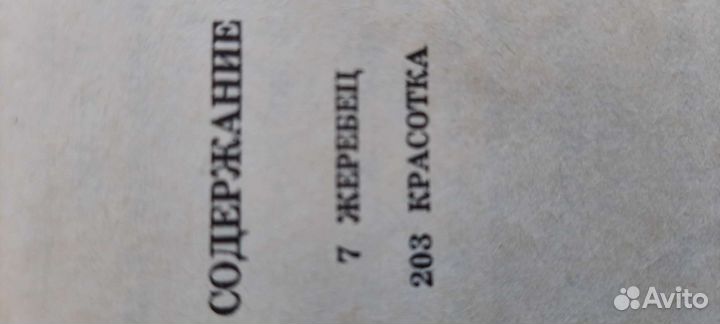 СОДЕРЖАНИЕ
7 ЖЕРЕБЕЦ
203 КРАСОТКА
Avito